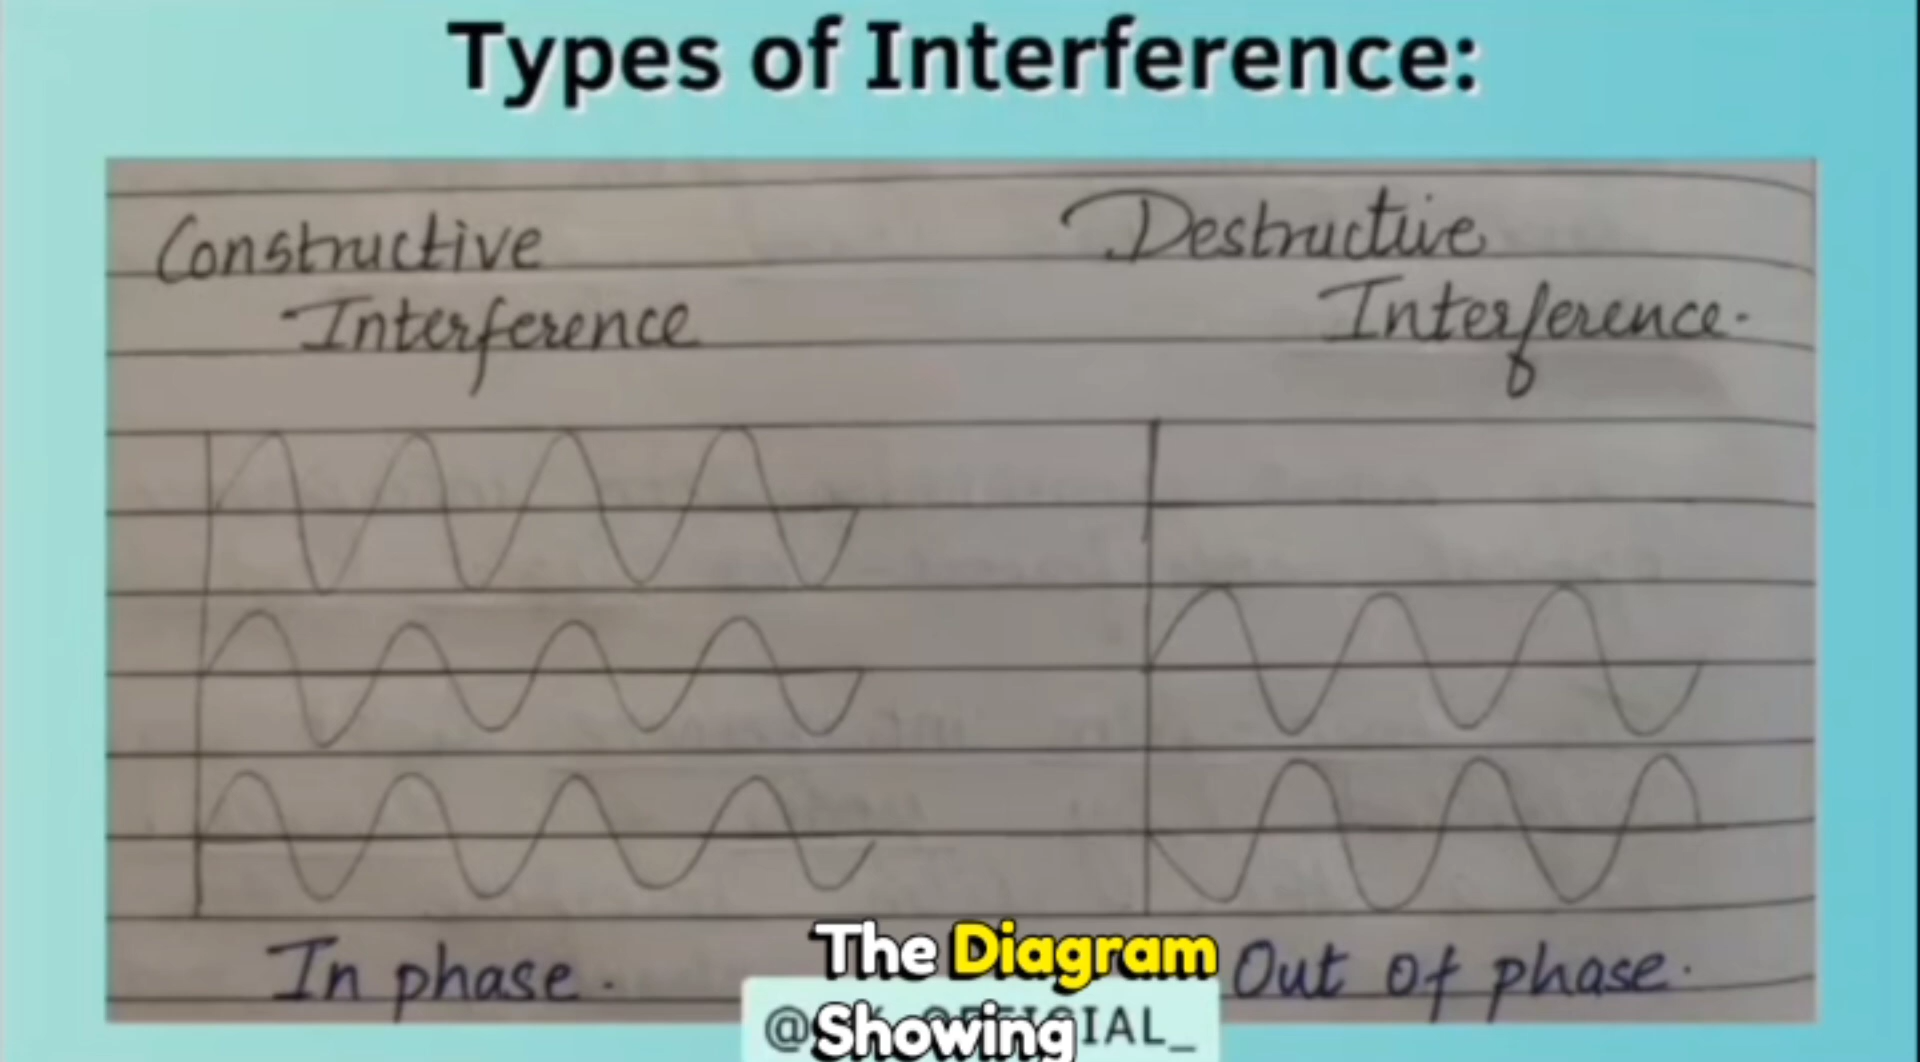 Types of Interference:
Constructive
Interference
Destructive
Interference.
In phase.
Out of phase.
The Diagram
Showing